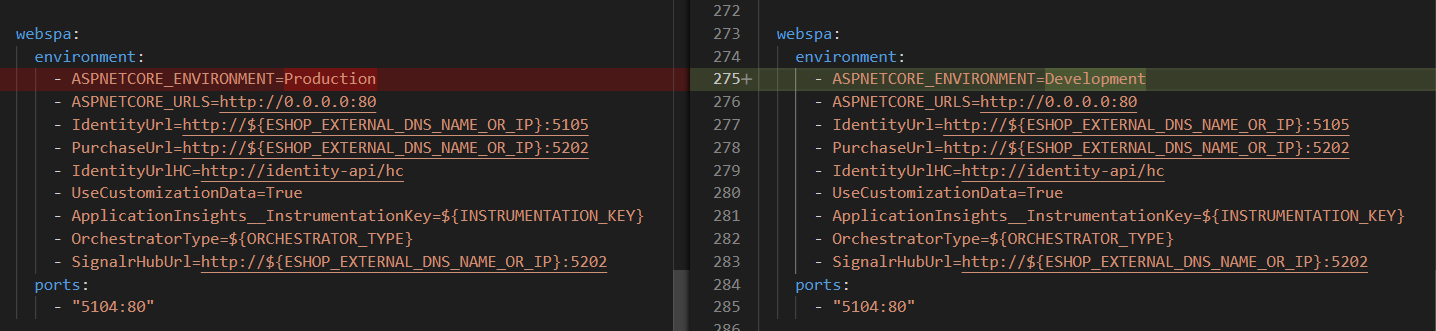 webspa:
environment:
- ASPNETCORE_ENVIRONMENT=Production
- ASPNETCORE_URLS=http://0.0.0.0:80
- IdentityUrl=http://${ESHOP_EXTERNAL_DNS_NAME_OR_IP}:5105
- PurchaseUrl=http://${ESHOP_EXTERNAL_DNS_NAME_OR_IP}:5202
- IdentityUrlHC=http://identity-api/hc
- UseCustomizationData=True
- ApplicationInsights__InstrumentationKey=${INSTRUMENTATION_KEY}
- OrchestratorType=${ORCHESTRATOR_TYPE}
- SignalrHubUrl=http://${ESHOP_EXTERNAL_DNS_NAME_OR_IP}:5202
ports:
- "5104:80"
272
273 webspa:
274 environment:
275+ - ASPNETCORE_ENVIRONMENT=Development
276 - ASPNETCORE_URLS=http://0.0.0.0:80
277 - IdentityUrl=http://${ESHOP_EXTERNAL_DNS_NAME_OR_IP}:5105
278 - PurchaseUrl=http://${ESHOP_EXTERNAL_DNS_NAME_OR_IP}:5202
279 - IdentityUrlHC=http://identity-api/hc
280 - UseCustomizationData=True
281 - ApplicationInsights__InstrumentationKey=${INSTRUMENTATION_KEY}
282 - OrchestratorType=${ORCHESTRATOR_TYPE}
283 - SignalrHubUrl=http://${ESHOP_EXTERNAL_DNS_NAME_OR_IP}:5202
284 ports:
285 - "5104:80"
286